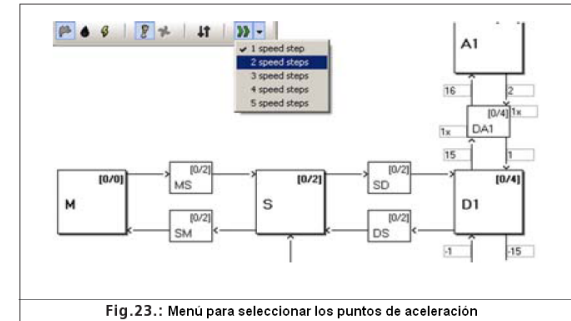 1 speed step
2 speed steps
3 speed steps
4 speed steps
5 speed steps
A1
16
2
[0/4]
1x
1x
DA1
15
1
[0/0]
M
[0/2]
MS
[0/2]
SM
[0/2]
S
[0/2]
SD
[0/2]
DS
[0/4]
D1
-1
-15
Fig.23.: Menú para seleccionar los puntos de aceleración